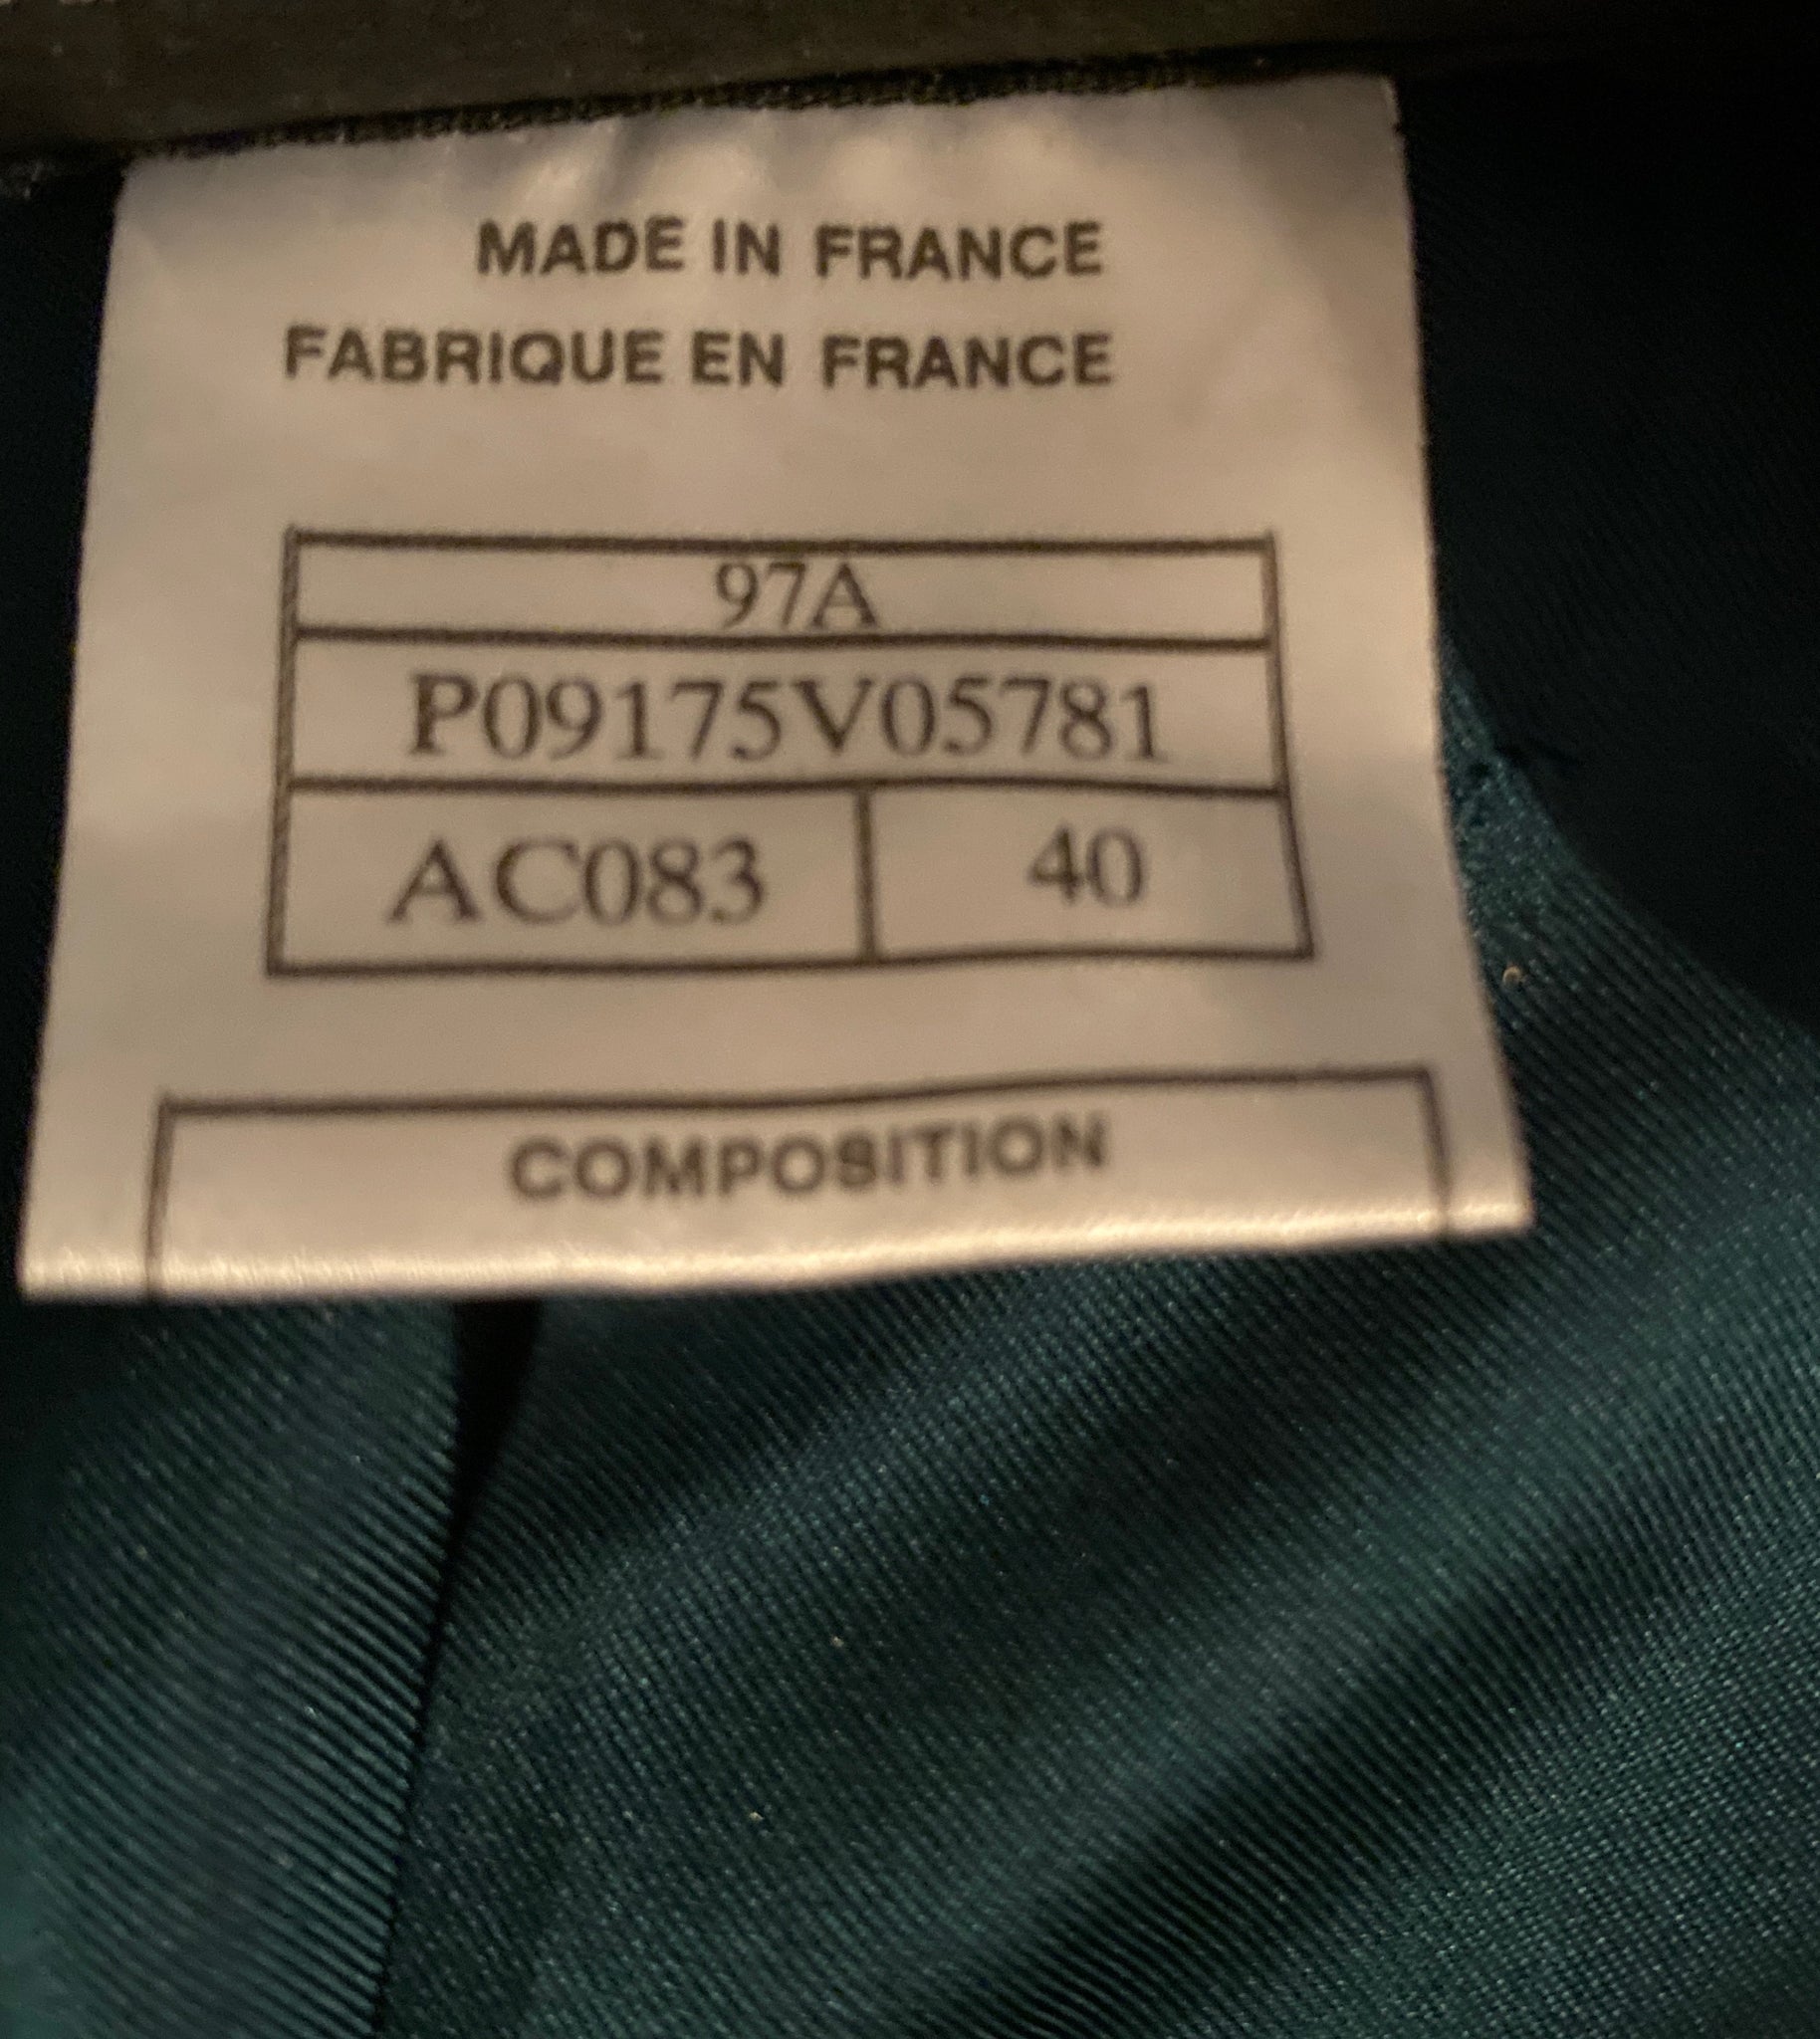 MADE IN FRANCE
FABRIQUE EN FRANCE
97A
P09175V05781
AC083 40
COMPOSITION